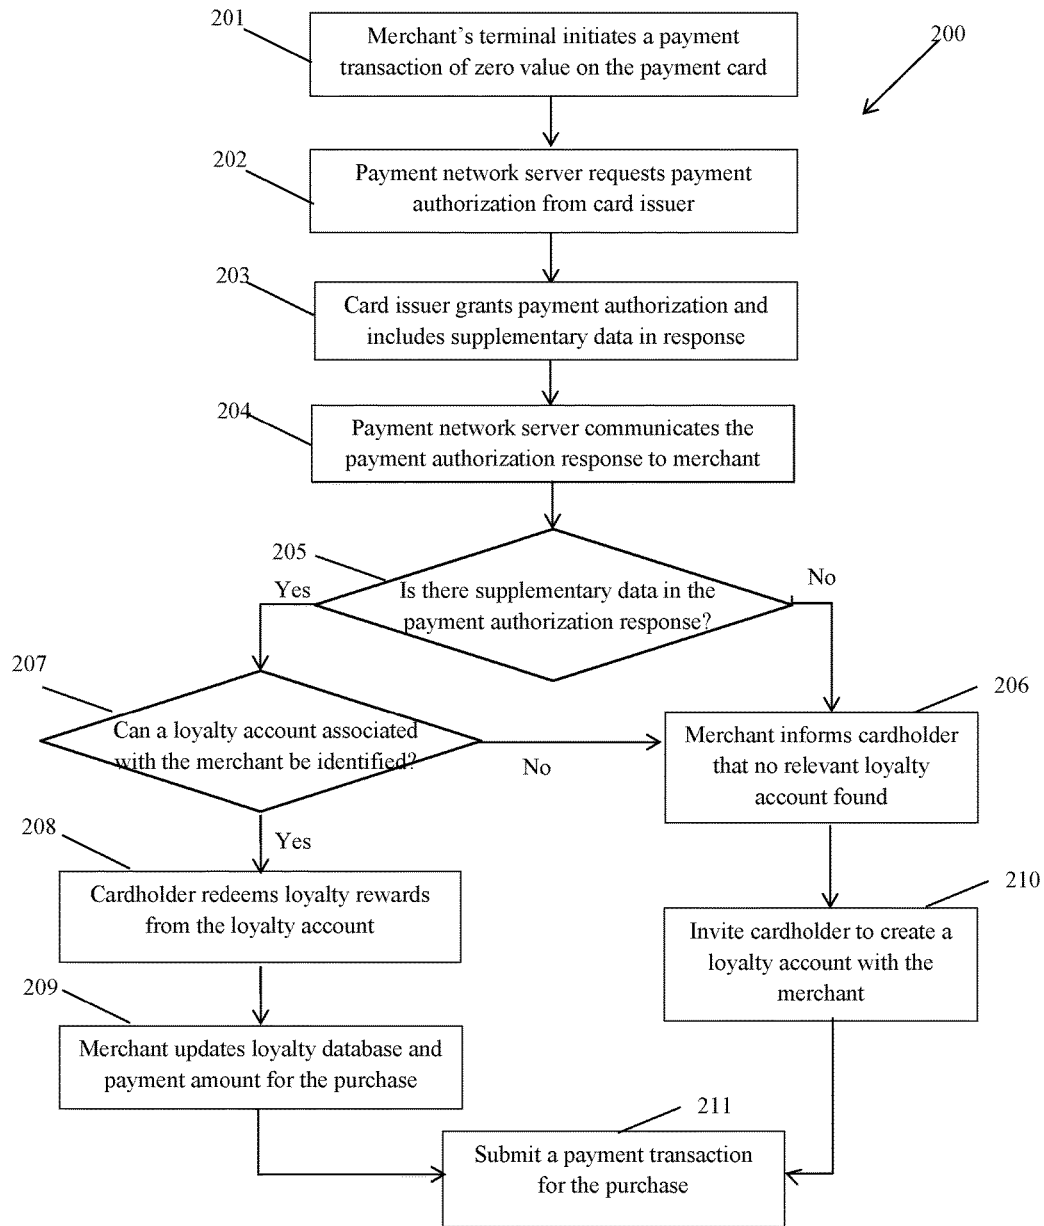 201
Merchant's terminal initiates a payment
transaction of zero value on the payment card
200
202
Payment network server requests payment
authorization from card issuer
203
Card issuer grants payment authorization and
includes supplementary data in response
204
Payment network server communicates the
payment authorization response to merchant
205
Yes
Is there supplementary data in the
payment authorization response?
No
207
Can a loyalty account associated
with the merchant be identified?
No
206
Merchant informs cardholder
that no relevant loyalty
account found
208
Yes
Cardholder redeems loyalty rewards
from the loyalty account
210
Invite cardholder to create a
loyalty account with the
merchant
209
Merchant updates loyalty database and
payment amount for the purchase
211
Submit a payment transaction
for the purchase